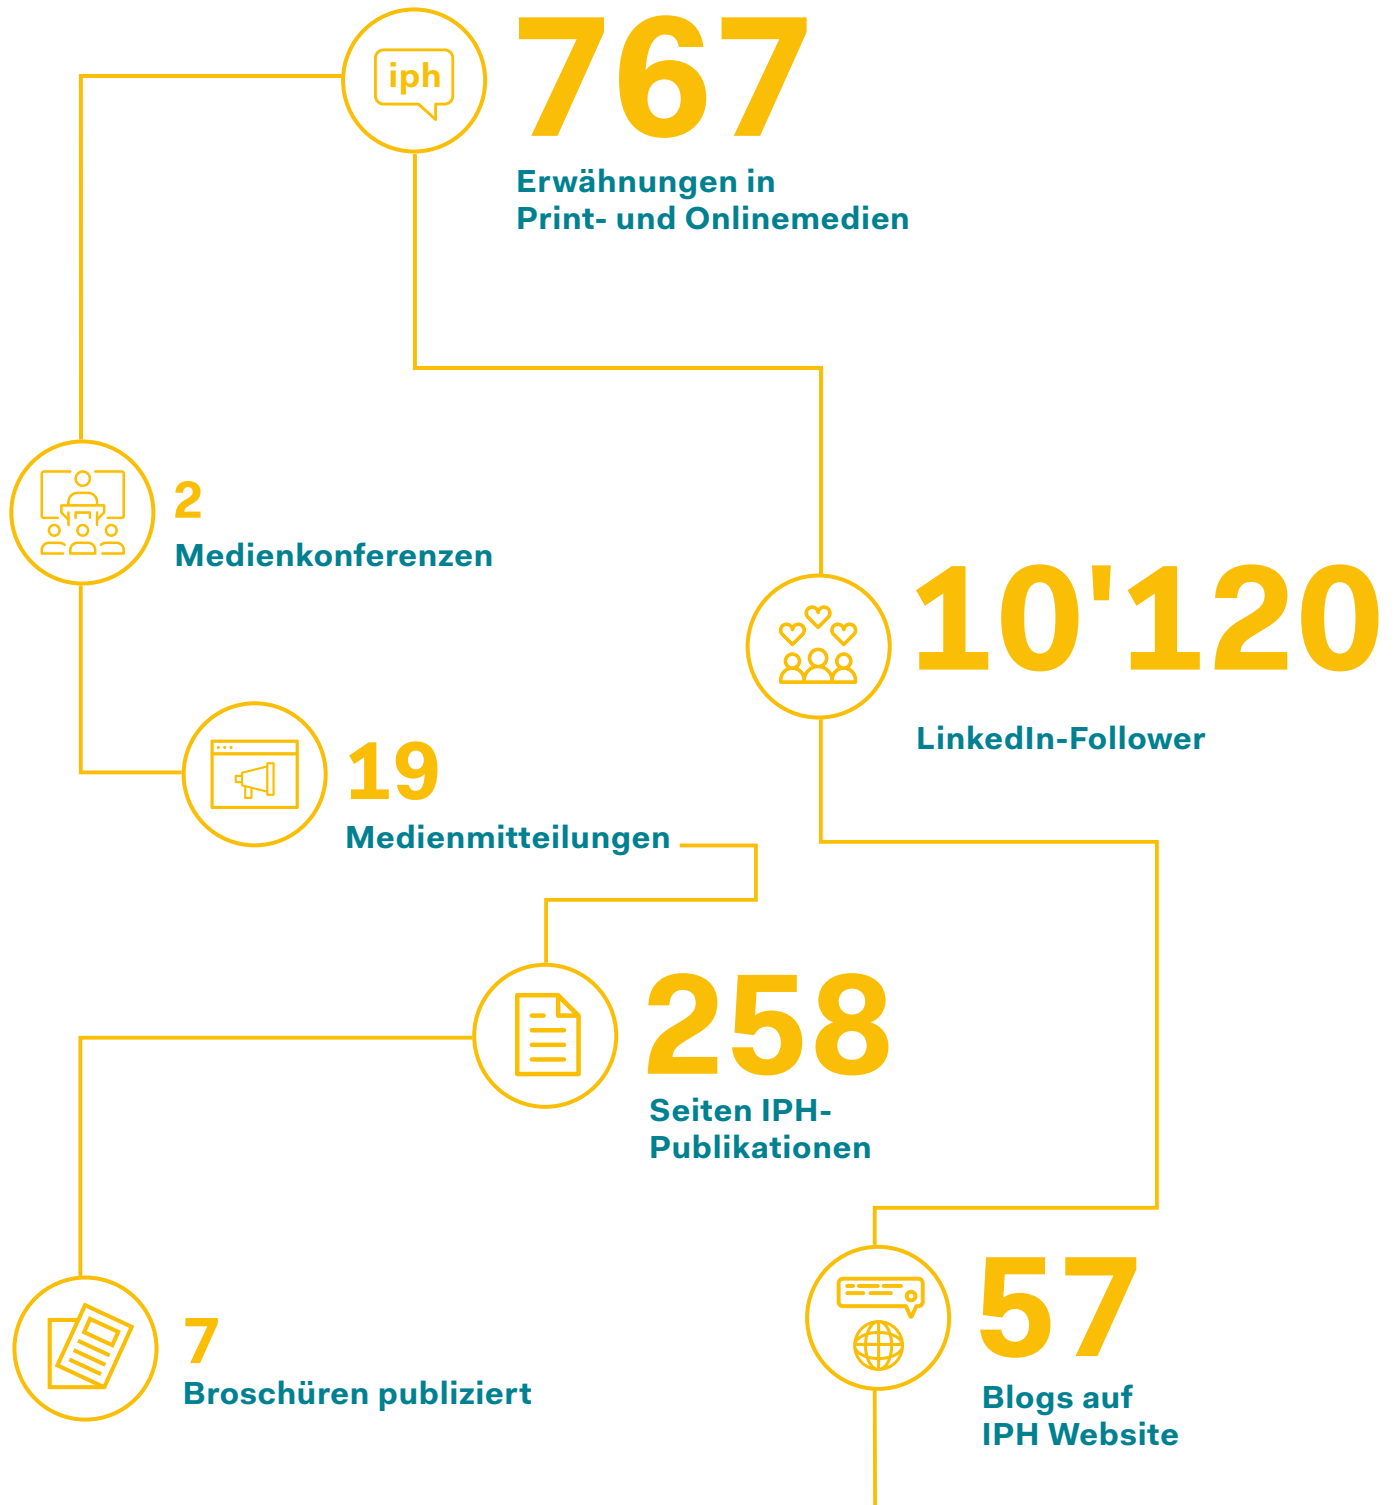 iph
767
Erwähnungen in
Print- und Onlinemedien
2
Medienkonferenzen
10'120
LinkedIn-Follower
19
Medienmitteilungen
258
Seiten IPH-
Publikationen
7
Broschüren publiziert
57
Blogs auf
IPH Website